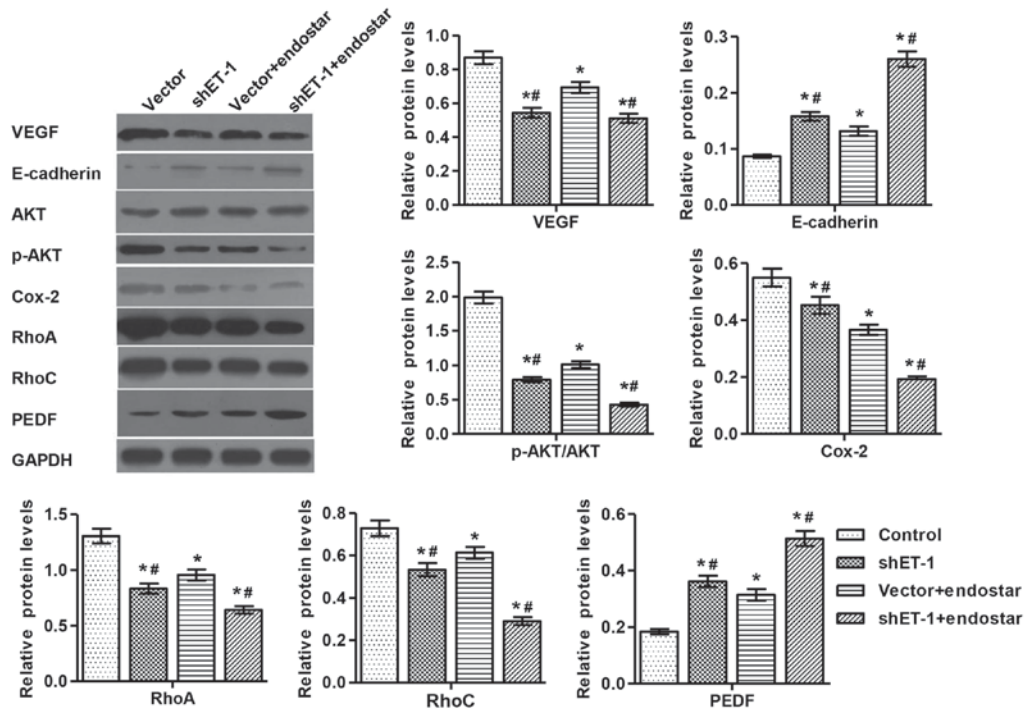 Vector shET-1 Vector+endostar shET-1+endostar
VEGF
E-cadherin
AKT
p-AKT
Cox-2
RhoA
RhoC
PEDF
GAPDH
Relative protein levels
1.0
0.8
0.6
0.4
0.2
0.0
*# * *#
VEGF
Relative protein levels
0.3
0.2
0.1
0.0
*# * *#
E-cadherin
Relative protein levels
2.5
2.0
1.5
1.0
0.5
0.0
*# * *#
p-AKT/AKT
Relative protein levels
0.6
0.4
0.2
0.0
*# * *#
Cox-2
Relative protein levels
1.5
1.0
0.5
0.0
*# * *#
RhoA
Relative protein levels
0.8
0.6
0.4
0.2
0.0
*# * *#
RhoC
Relative protein levels
0.6
0.4
0.2
0.0
*# * *#
PEDF
Control
shET-1
Vector+endostar
shET-1+endostar